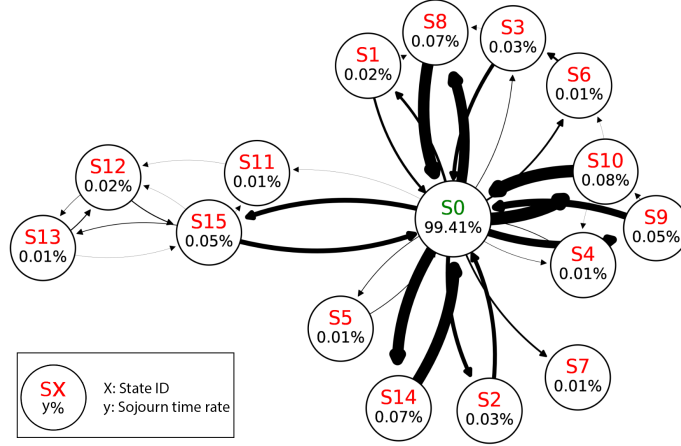 S8
0.07%
S3
0.03%
S1
0.02%
S6
0.01%
S12
0.02%
S11
0.01%
S10
0.08%
S0
99.41%
S15
0.05%
S9
0.05%
S13
0.01%
S4
0.01%
S5
0.01%
S7
0.01%
S14
0.07%
S2
0.03%
SX
y%
X: State ID
y: Sojourn time rate